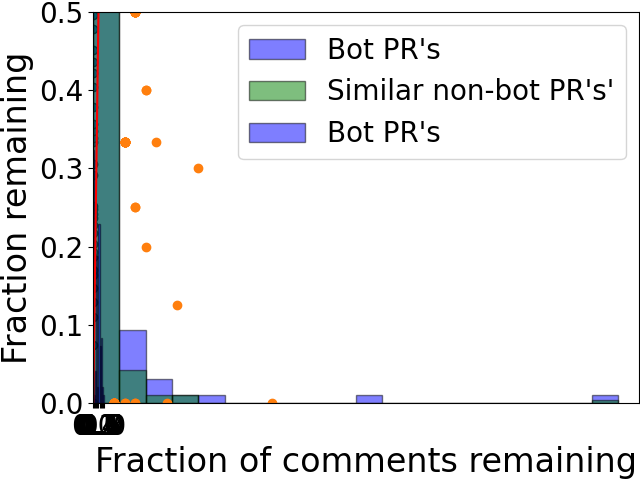 Bot PR's
Similar non-bot PR's'
Bot PR's
0.5
0.4
0.3
0.2
0.1
0.0
Fraction remaining
Fraction of comments remaining